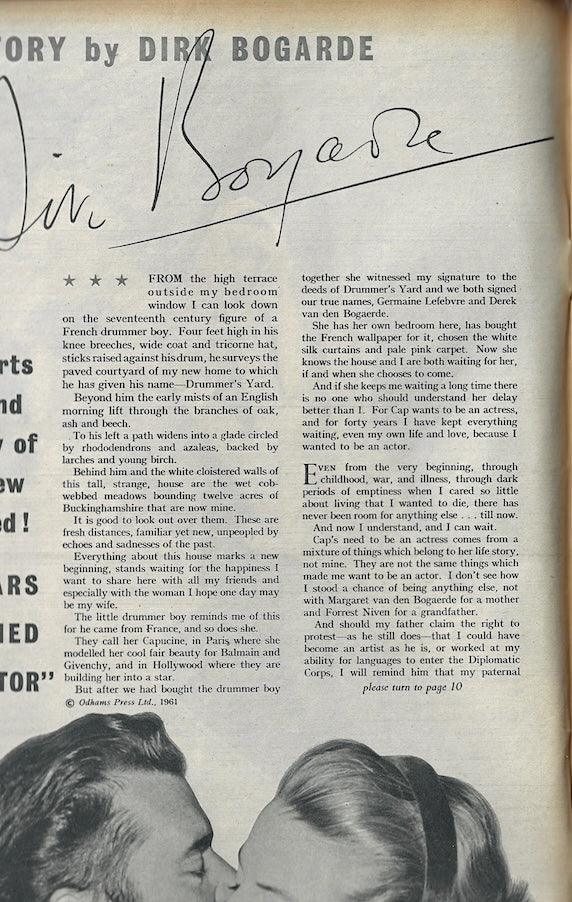 TORY by DIRK BOGARDE
Dirk Bogarde
rts
nd
y of
ew
ed !
ARS
IED
TOR”
★ ★ ★ FROM the high terrace
outside my bedroom
window I can look down
on the seventeenth century figure of a
French drummer boy. Four feet high in his
knee breeches, wide coat and tricorne hat,
sticks raised against his drum, he surveys the
paved courtyard of my new home to which
he has given his name—Drummer's Yard.
Beyond him the early mists of an English
morning lift through the branches of oak,
ash and beech.
To his left a path widens into a glade circled
by rhododendrons and azaleas, backed by
larches and young birch.
Behind him and the white cloistered walls of
this tall, strange, house are the wet cob-
webbed meadows bounding twelve acres of
Buckinghamshire that are now mine.
It is good to look out over them. These are
fresh distances, familiar yet new, unpeopled by
echoes and sadnesses of the past.
Everything about this house marks a new
beginning, stands waiting for the happiness I
want to share here with all my friends and
especially with the woman I hope one day may
be my wife.
The little drummer boy reminds me of this
for he came from France, and so does she.
They call her Capucine, in Paris where she
modelled her cool fair beauty for Balmain and
Givenchy, and in Hollywood where they are
building her into a star.
But after we had bought the drummer boy
© Odhams Press Ltd., 1961
together she witnessed my signature to the
deeds of Drummer's Yard and we both signed
our true names, Germaine Lefebvre and Derek
van den Bogaerde.
She has her own bedroom here, has bought
the French wallpaper for it, chosen the white
silk curtains and pale pink carpet. Now she
knows the house and I are both waiting for her,
if and when she chooses to come.
And if she keeps me waiting a long time there
is no one who should understand her delay
better than I. For Cap wants to be an actress,
and for forty years I have kept everything
waiting, even my own life and love, because I
wanted to be an actor.
EVEN from the very beginning, through
childhood, war, and illness, through dark
periods of emptiness when I cared so little
about living that I wanted to die, there has
never been room for anything else . . . till now.
And now I understand, and I can wait.
Cap's need to be an actress comes from a
mixture of things which belong to her life story,
not mine. They are not the same things which
made me want to be an actor. I don't see how
I stood a chance of being anything else, not
with Margaret van den Bogaerde for a mother
and Forrest Niven for a grandfather.
And should my father claim the right to
protest—as he still does—that I could have
become an artist as he is, or worked at my
ability for languages to enter the Diplomatic
Corps, I will remind him that my paternal
please turn to page 10